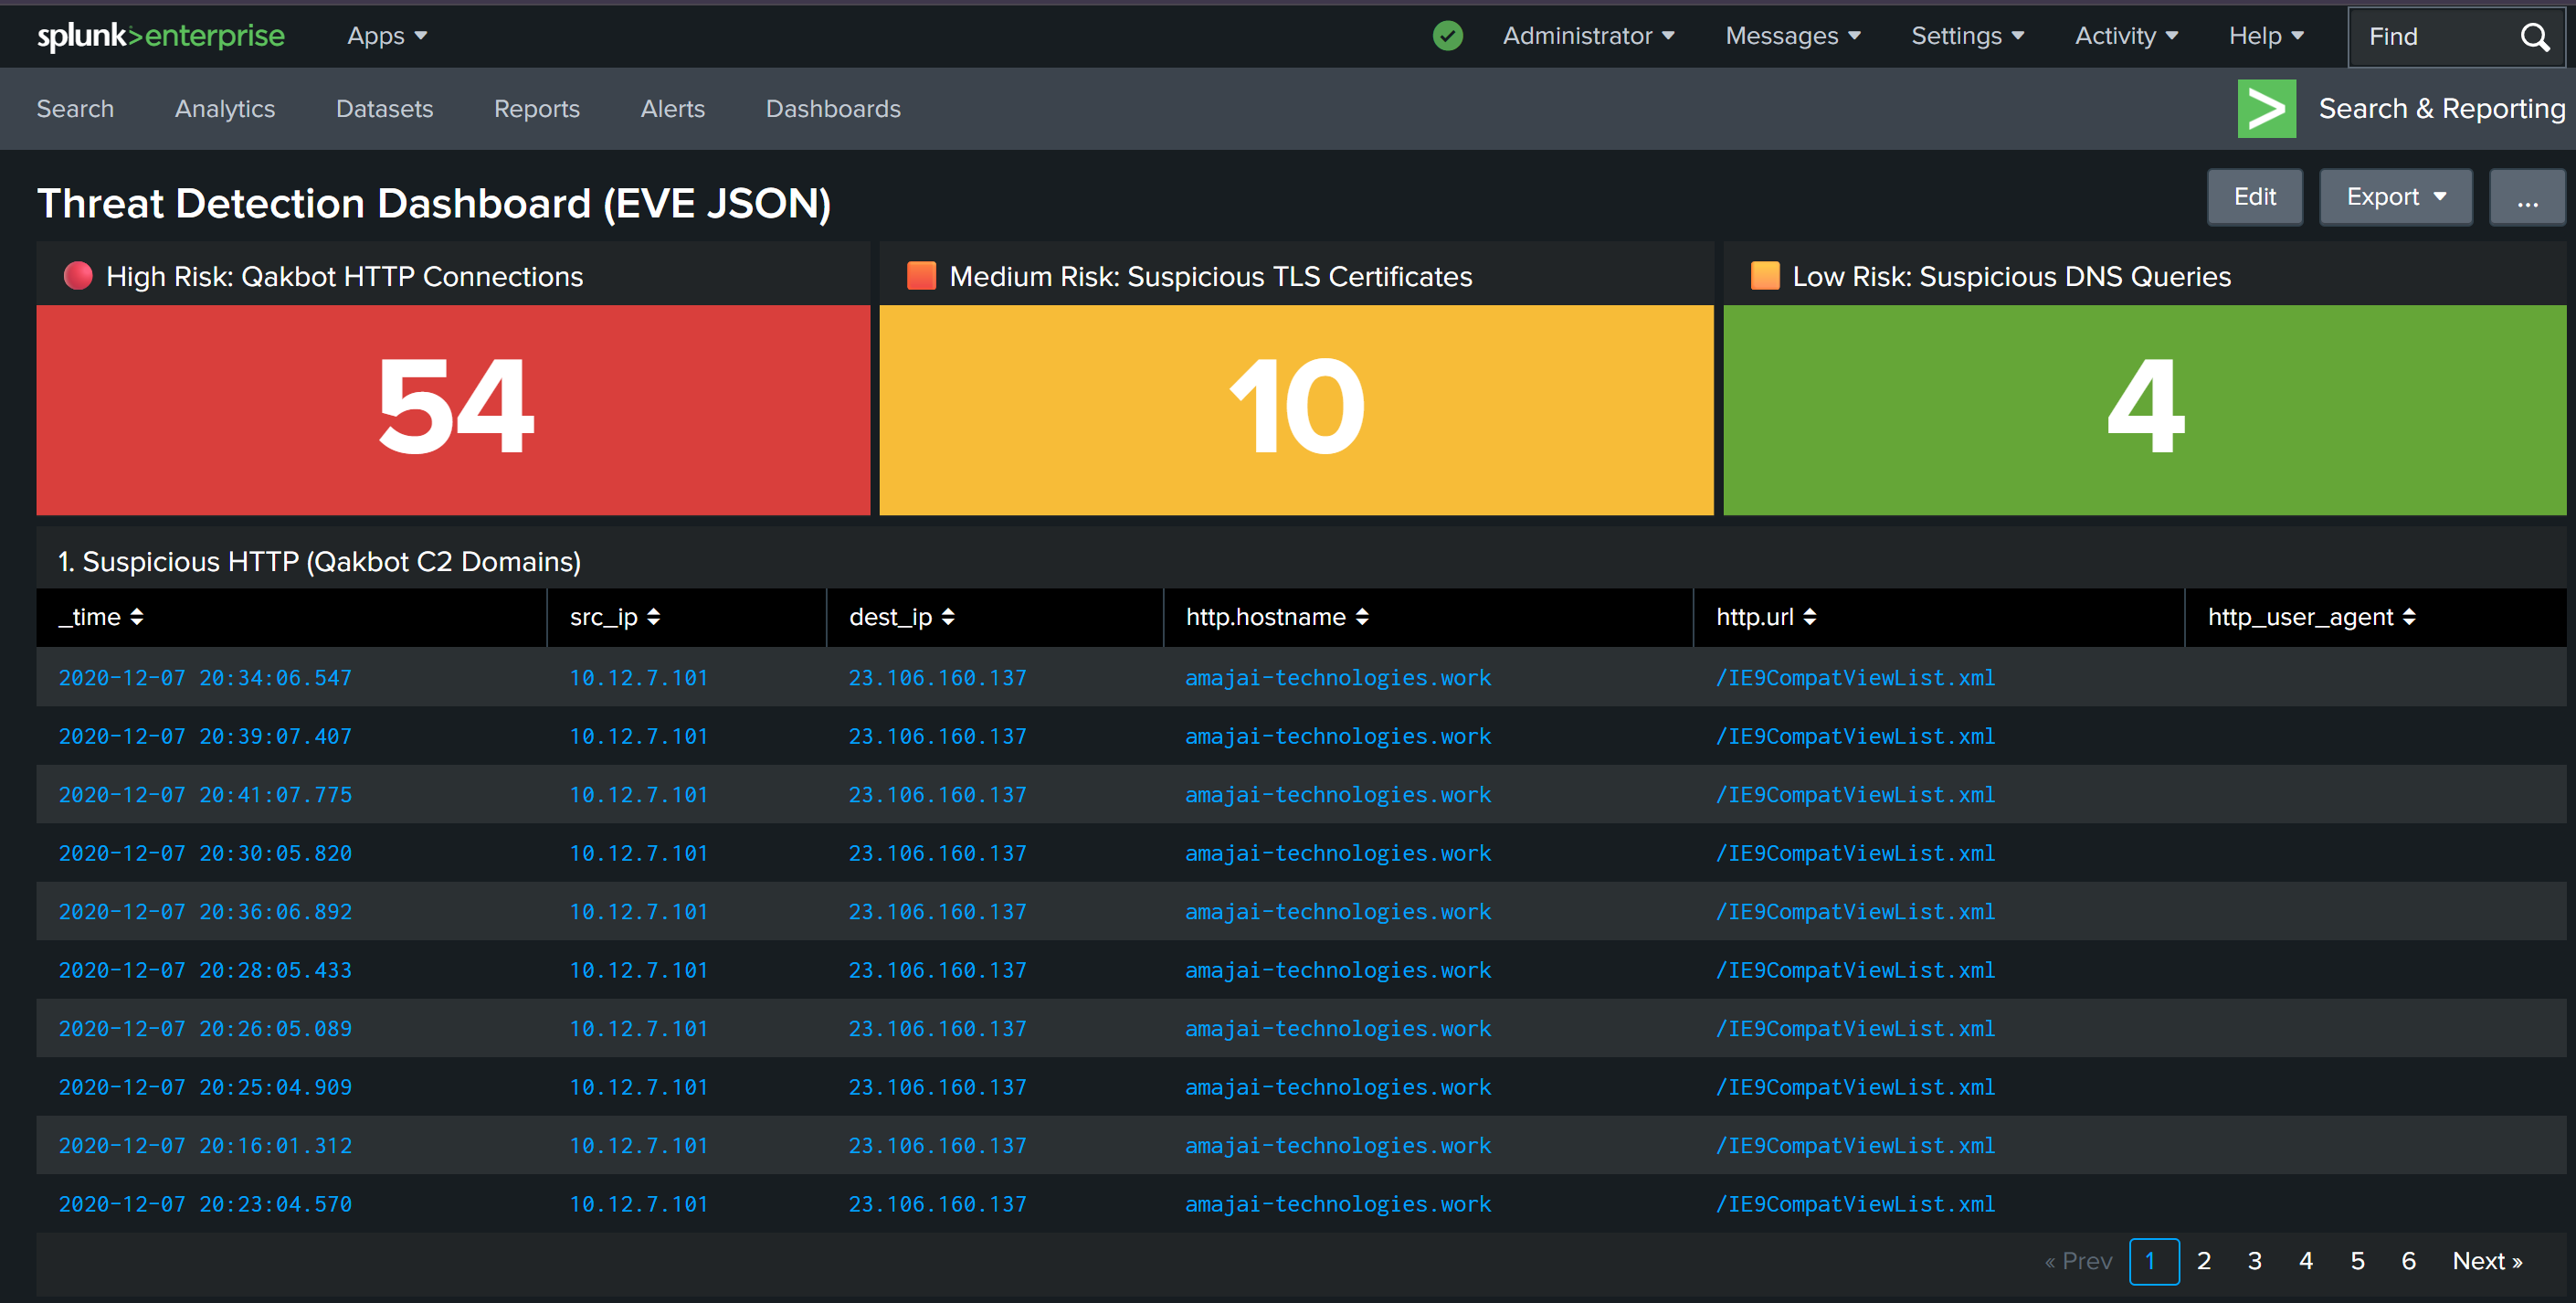 splunk>enterprise Apps Administrator Messages Settings Activity Help Find
Search Analytics Datasets Reports Alerts Dashboards > Search & Reporting
Threat Detection Dashboard (EVE JSON) Edit Export ...
High Risk: Qakbot HTTP Connections Medium Risk: Suspicious TLS Certificates Low Risk: Suspicious DNS Queries
54 10 4
1. Suspicious HTTP (Qakbot C2 Domains)
_time src_ip dest_ip http.hostname http.url http_user_agent
2020-12-07 20:34:06.547 10.12.7.101 23.106.160.137 amajai-technologies.work /IE9CompatViewList.xml
2020-12-07 20:39:07.407 10.12.7.101 23.106.160.137 amajai-technologies.work /IE9CompatViewList.xml
2020-12-07 20:41:07.775 10.12.7.101 23.106.160.137 amajai-technologies.work /IE9CompatViewList.xml
2020-12-07 20:30:05.820 10.12.7.101 23.106.160.137 amajai-technologies.work /IE9CompatViewList.xml
2020-12-07 20:36:06.892 10.12.7.101 23.106.160.137 amajai-technologies.work /IE9CompatViewList.xml
2020-12-07 20:28:05.433 10.12.7.101 23.106.160.137 amajai-technologies.work /IE9CompatViewList.xml
2020-12-07 20:26:05.089 10.12.7.101 23.106.160.137 amajai-technologies.work /IE9CompatViewList.xml
2020-12-07 20:25:04.909 10.12.7.101 23.106.160.137 amajai-technologies.work /IE9CompatViewList.xml
2020-12-07 20:16:01.312 10.12.7.101 23.106.160.137 amajai-technologies.work /IE9CompatViewList.xml
2020-12-07 20:23:04.570 10.12.7.101 23.106.160.137 amajai-technologies.work /IE9CompatViewList.xml
« Prev 1 2 3 4 5 6 Next »